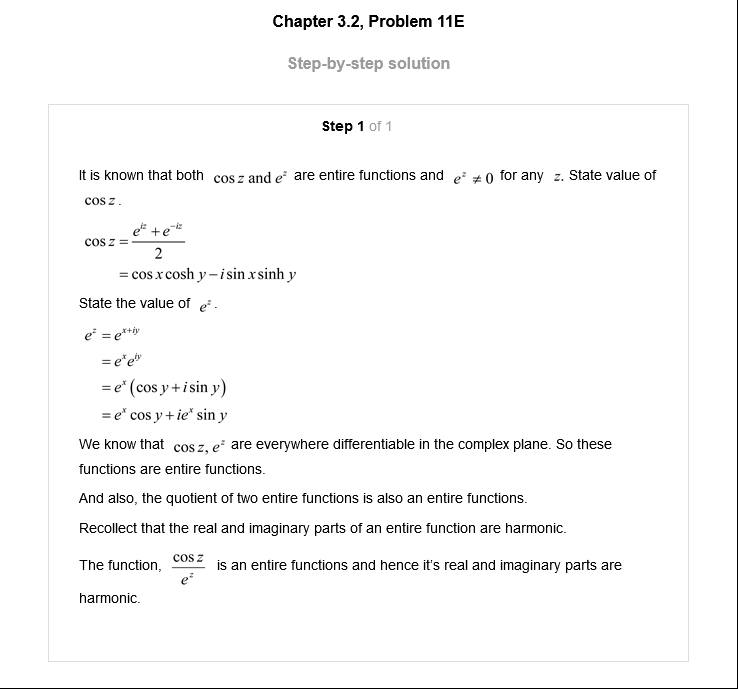 Chapter 3.2, Problem 11E
Step-by-step solution
Step 1 of 1
It is known that both cos z and e^z are entire functions and e^z ≠ 0 for any z. State value of
cos z.
cos z = (e^{iz} + e^{-iz})/2
= cos x cosh y − i sin x sinh y
State the value of e^z.
e^z = e^{x+iy}
= e^x e^{iy}
= e^x (cos y + i sin y)
= e^x cos y + ie^x sin y
We know that cos z, e^z are everywhere differentiable in the complex plane. So these
functions are entire functions.
And also, the quotient of two entire functions is also an entire functions.
Recollect that the real and imaginary parts of an entire function are harmonic.
The function, cos z / e^z is an entire functions and hence it's real and imaginary parts are
harmonic.